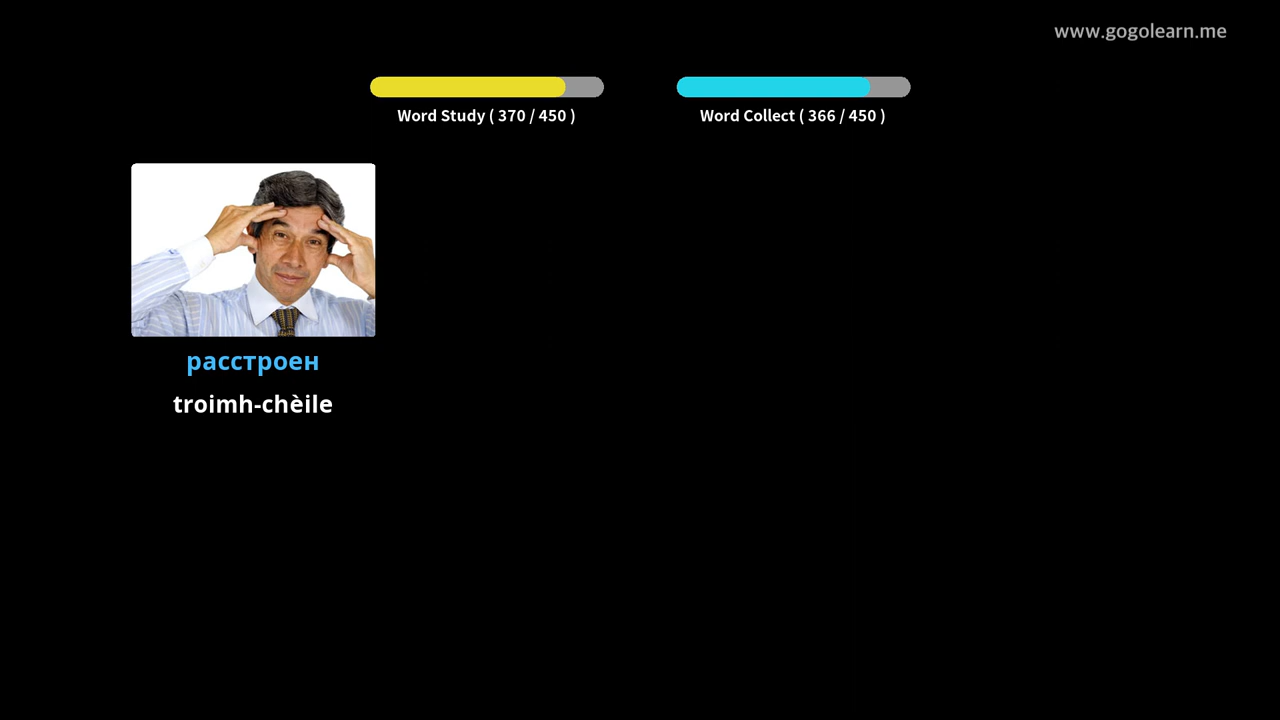 www.gogolearn.me
Word Study ( 370 / 450 )
Word Collect ( 366 / 450 )
расстроен
troimh-chèile